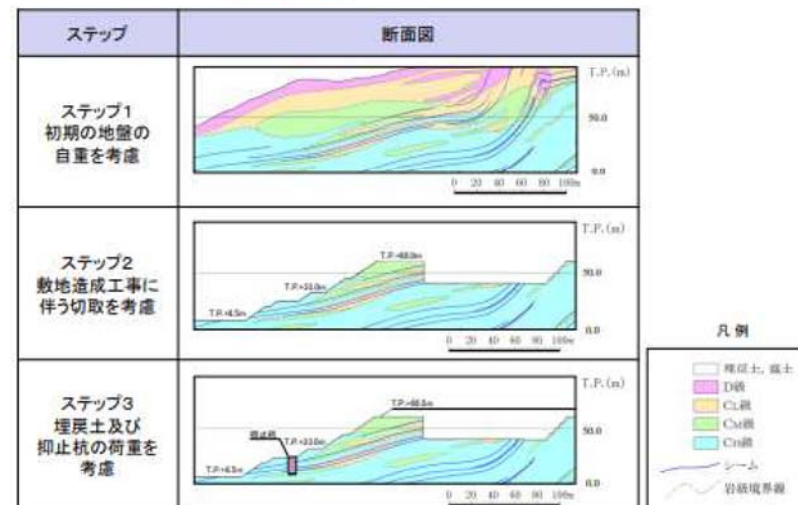 ステップ
断面図
ステップ1
初期の地盤の
自重を考慮
T.P.(m)
50.0
0.0
0 20 40 60 80 100m
ステップ2
敷地造成工事に
伴う切取を考慮
T.P.(m)
50.0
0.0
T.P.+33.0m
0 20 40 60 80 100m
ステップ3
埋戻土及び
抑止杭の荷重を
考慮
T.P.(m)
50.0
0.0
抑止杭
T.P.+33.0m
0 20 40 60 80 100m
凡例
埋戻土, 盛土
D級
CL級
CM級
CH級
シーム
岩級境界線